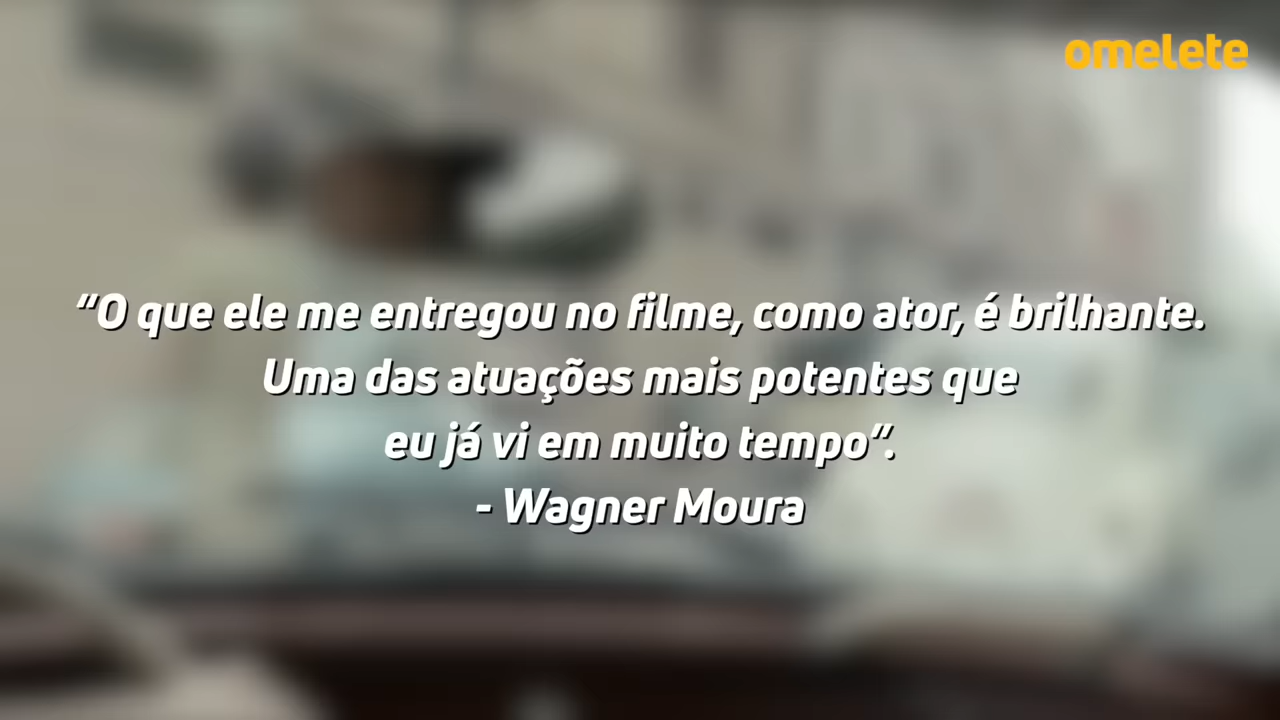 omelete
“O que ele me entregou no filme, como ator, é brilhante.
Uma das atuações mais potentes que
eu já vi em muito tempo”.
- Wagner Moura